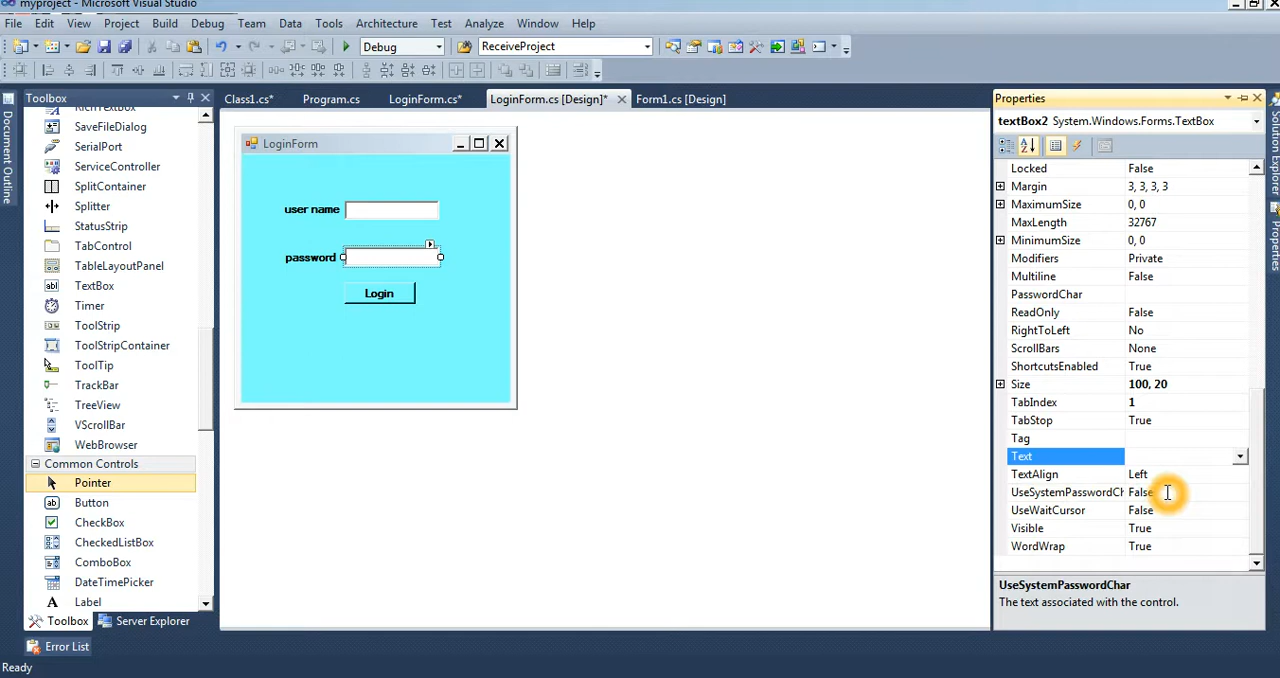 myproject - Microsoft Visual Studio
File Edit View Project Build Debug Team Data Tools Architecture Test Analyze Window Help
Debug ReceiveProject
Toolbox Class1.cs* Program.cs LoginForm.cs* LoginForm.cs [Design]* Form1.cs [Design] Properties
Document Outline
RichTextBox
SaveFileDialog
SerialPort
ServiceController
SplitContainer
Splitter
StatusStrip
TabControl
TableLayoutPanel
TextBox
Timer
ToolStrip
ToolStripContainer
ToolTip
TrackBar
TreeView
VScrollBar
WebBrowser
Common Controls
Pointer
Button
CheckBox
CheckedListBox
ComboBox
DateTimePicker
Label
Toolbox Server Explorer
Error List
Ready
LoginForm
user name
password
Login
textBox2 System.Windows.Forms.TextBox
Locked False
Margin 3, 3, 3, 3
MaximumSize 0, 0
MaxLength 32767
MinimumSize 0, 0
Modifiers Private
Multiline False
PasswordChar
ReadOnly False
RightToLeft No
ScrollBars None
ShortcutsEnabled True
Size 100, 20
TabIndex 1
TabStop True
Tag
Text
TextAlign Left
UseSystemPasswordCh False
UseWaitCursor False
Visible True
WordWrap True
UseSystemPasswordChar
The text associated with the control.
Solution Explorer
Properties